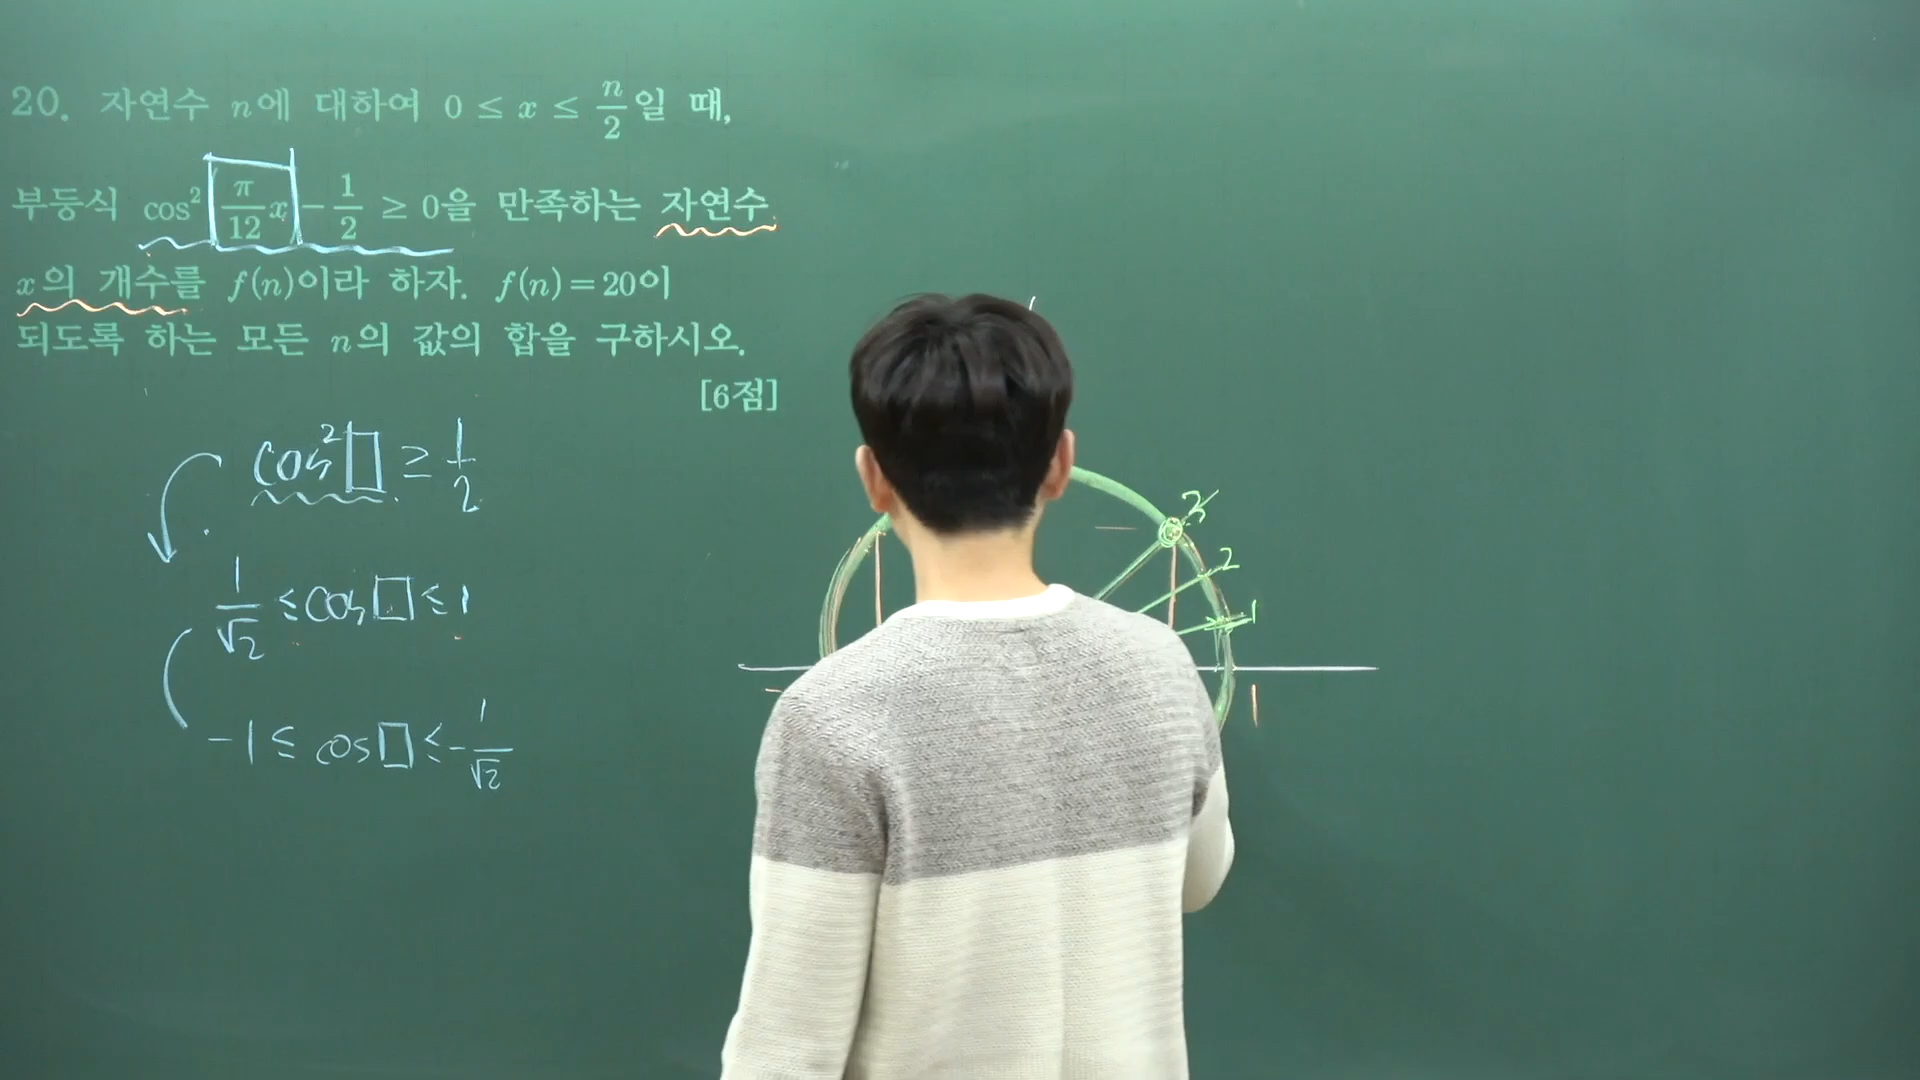 20. 자연수 n에 대하여 0 ≤ x ≤ n/2일 때,
부등식 cos² π/12 x - 1/2 ≥ 0을 만족하는 자연수
x의 개수를 f(n)이라 하자. f(n)=20이
되도록 하는 모든 n의 값의 합을 구하시오.
[6점]
cos²□ ≥ 1/2
1/√2 ≤ cos□ ≤ 1
-1 ≤ cos□ ≤ -1/√2
3
2
1
1